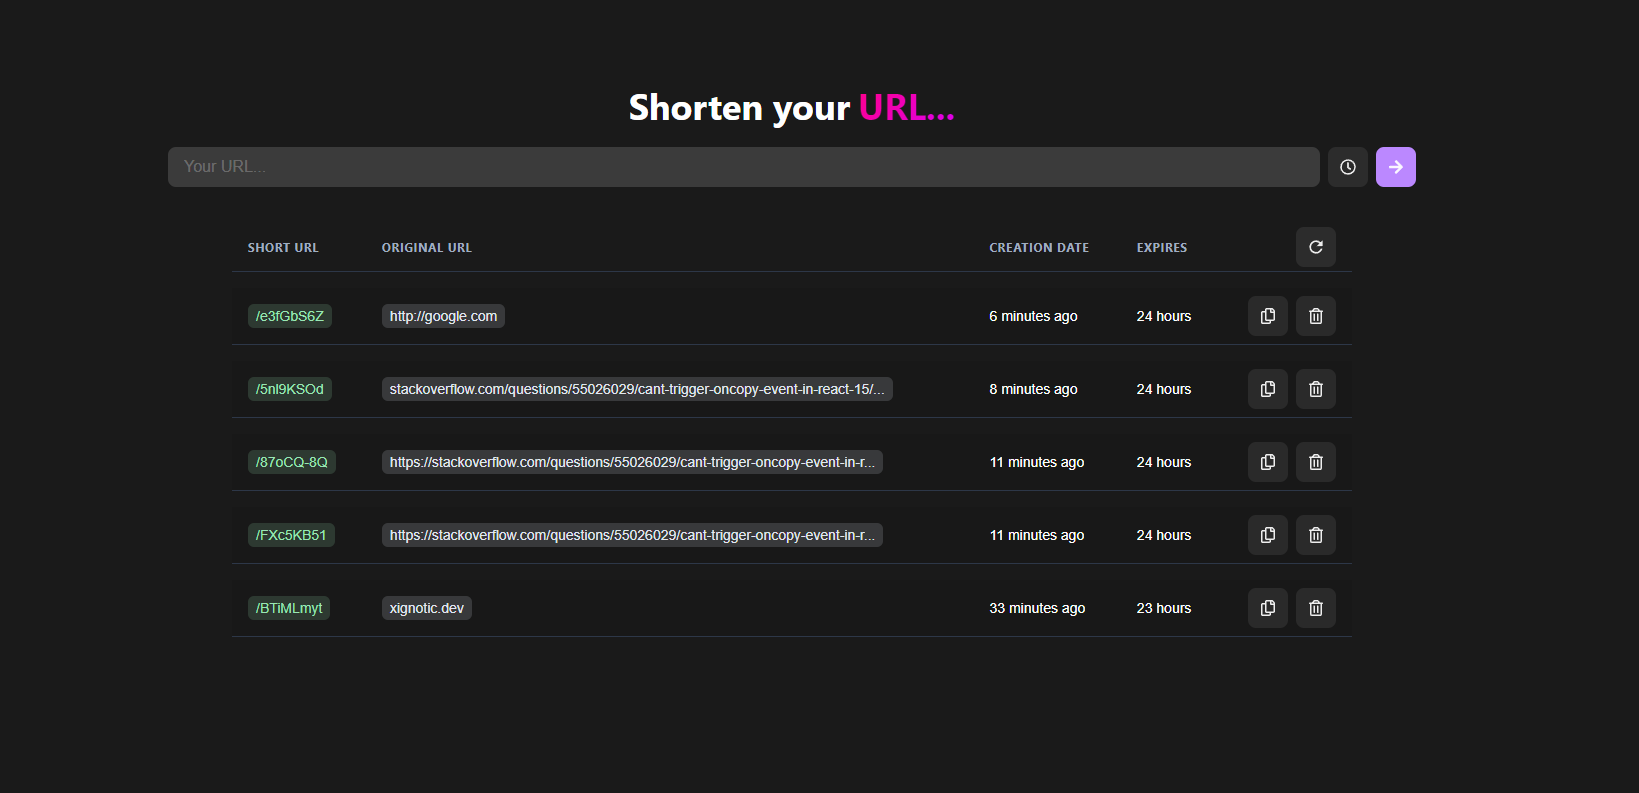 Shorten your URL...
Your URL...
SHORT URL ORIGINAL URL CREATION DATE EXPIRES
/e3fGbS6Z http://google.com 6 minutes ago 24 hours
/5nl9KSOd stackoverflow.com/questions/55026029/cant-trigger-oncopy-event-in-react-15/... 8 minutes ago 24 hours
/87oCQ-8Q https://stackoverflow.com/questions/55026029/cant-trigger-oncopy-event-in-r... 11 minutes ago 24 hours
/FXc5KB51 https://stackoverflow.com/questions/55026029/cant-trigger-oncopy-event-in-r... 11 minutes ago 24 hours
/BTiMLmyt xignotic.dev 33 minutes ago 23 hours